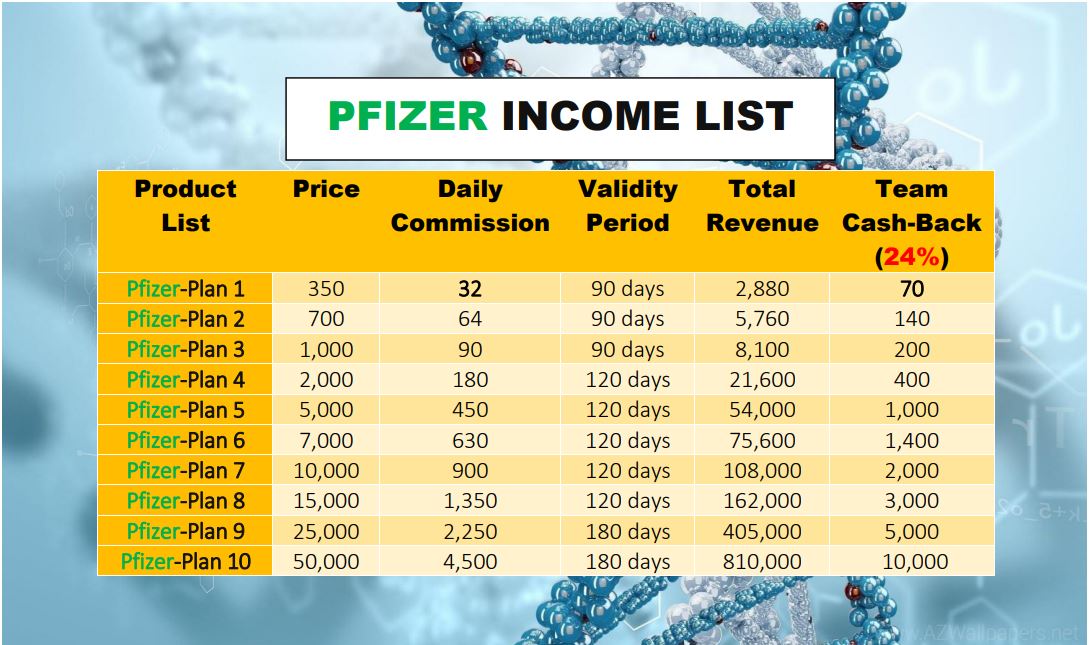 PFIZER INCOME LIST
Product List Price Daily Commission Validity Period Total Revenue Team Cash-Back (24%)
Pfizer-Plan 1 350 32 90 days 2,880 70
Pfizer-Plan 2 700 64 90 days 5,760 140
Pfizer-Plan 3 1,000 90 90 days 8,100 200
Pfizer-Plan 4 2,000 180 120 days 21,600 400
Pfizer-Plan 5 5,000 450 120 days 54,000 1,000
Pfizer-Plan 6 7,000 630 120 days 75,600 1,400
Pfizer-Plan 7 10,000 900 120 days 108,000 2,000
Pfizer-Plan 8 15,000 1,350 120 days 162,000 3,000
Pfizer-Plan 9 25,000 2,250 180 days 405,000 5,000
Pfizer-Plan 10 50,000 4,500 180 days 810,000 10,000
AZWallpapers.net